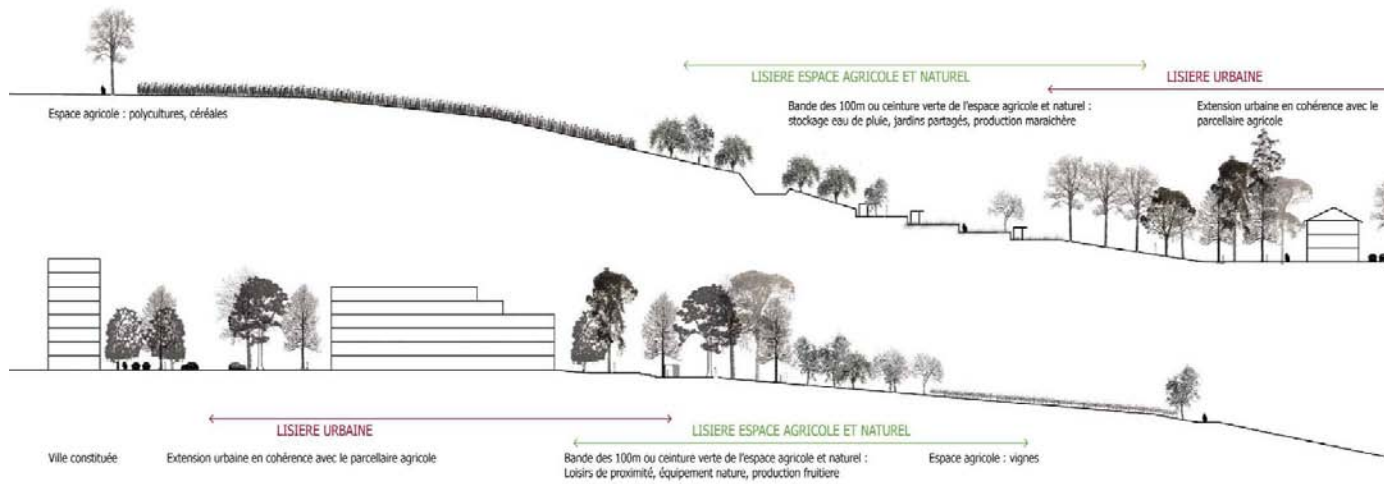 LISIERE ESPACE AGRICOLE ET NATUREL
LISIERE URBAINE
Espace agricole : polycultures, céréales
Bande des 100m ou ceinture verte de l'espace agricole et naturel :
stockage eau de pluie, jardins partagés, production maraichère
Extension urbaine en cohérence avec le
parcellaire agricole
LISIERE URBAINE
LISIERE ESPACE AGRICOLE ET NATUREL
Ville constituée
Extension urbaine en cohérence avec le parcellaire agricole
Bande des 100m ou ceinture verte de l'espace agricole et naturel :
Loisirs de proximité, équipement nature, production fruitiere
Espace agricole : vignes